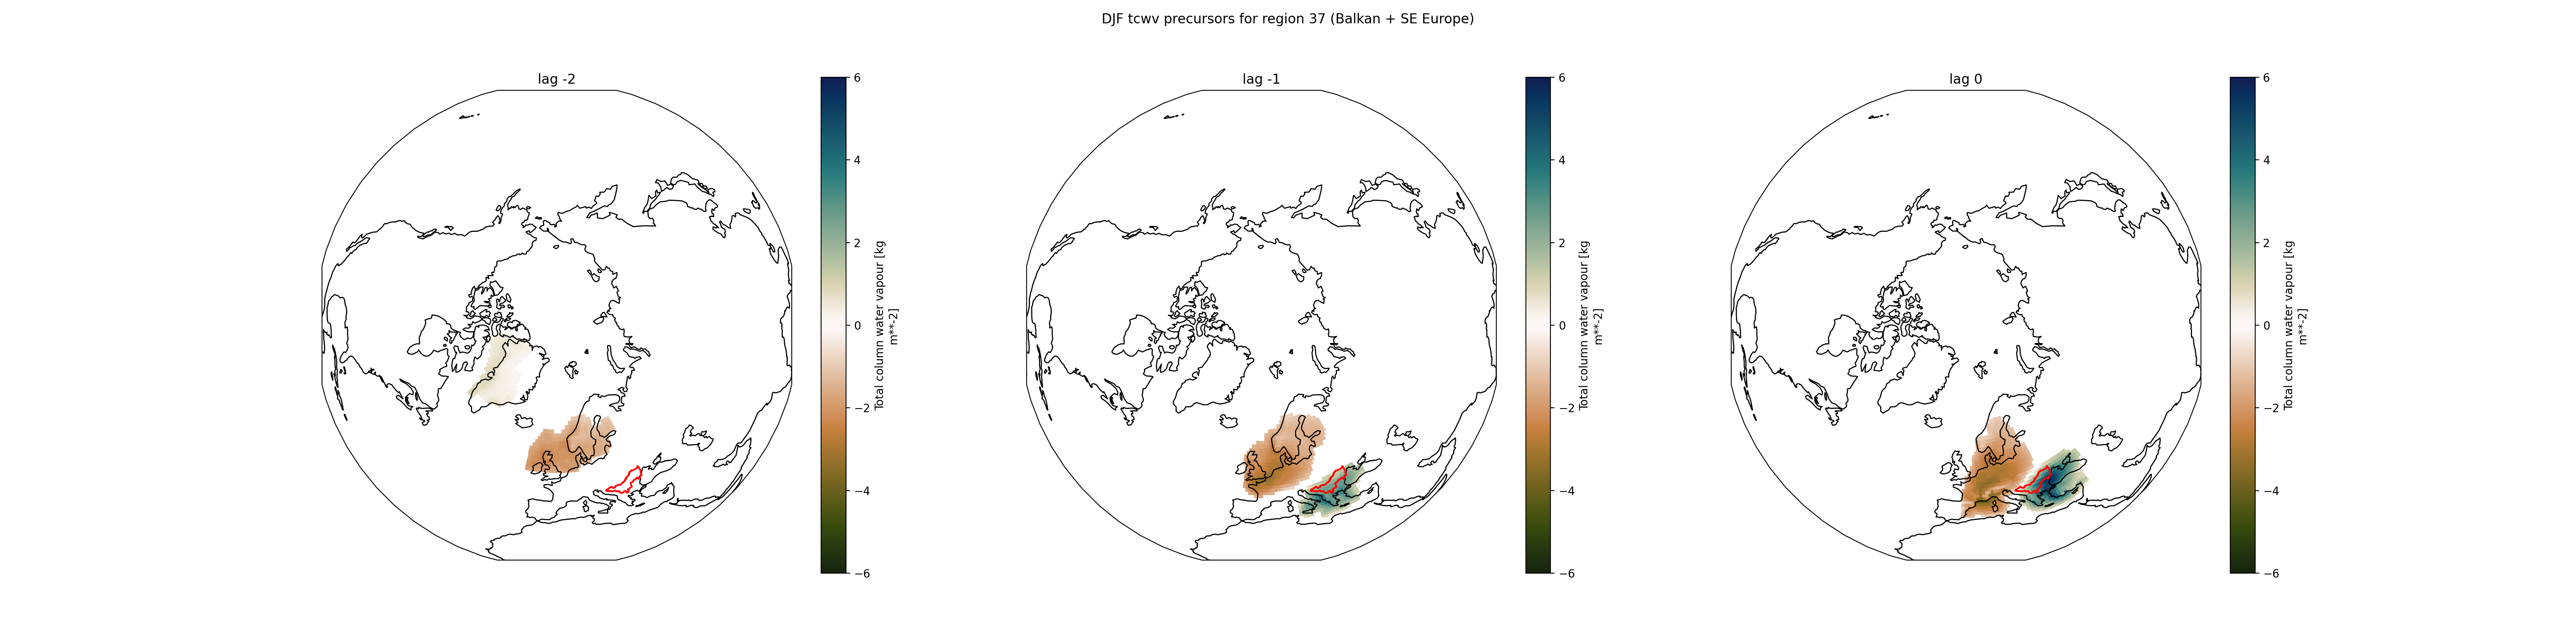 DJF tcwv precursors for region 37 (Balkan + SE Europe)
lag -2
6
4
2
0
−2
−4
−6
Total column water vapour [kg
m**-2]
lag -1
6
4
2
0
−2
−4
−6
Total column water vapour [kg
m**-2]
lag 0
6
4
2
0
−2
−4
−6
Total column water vapour [kg
m**-2]